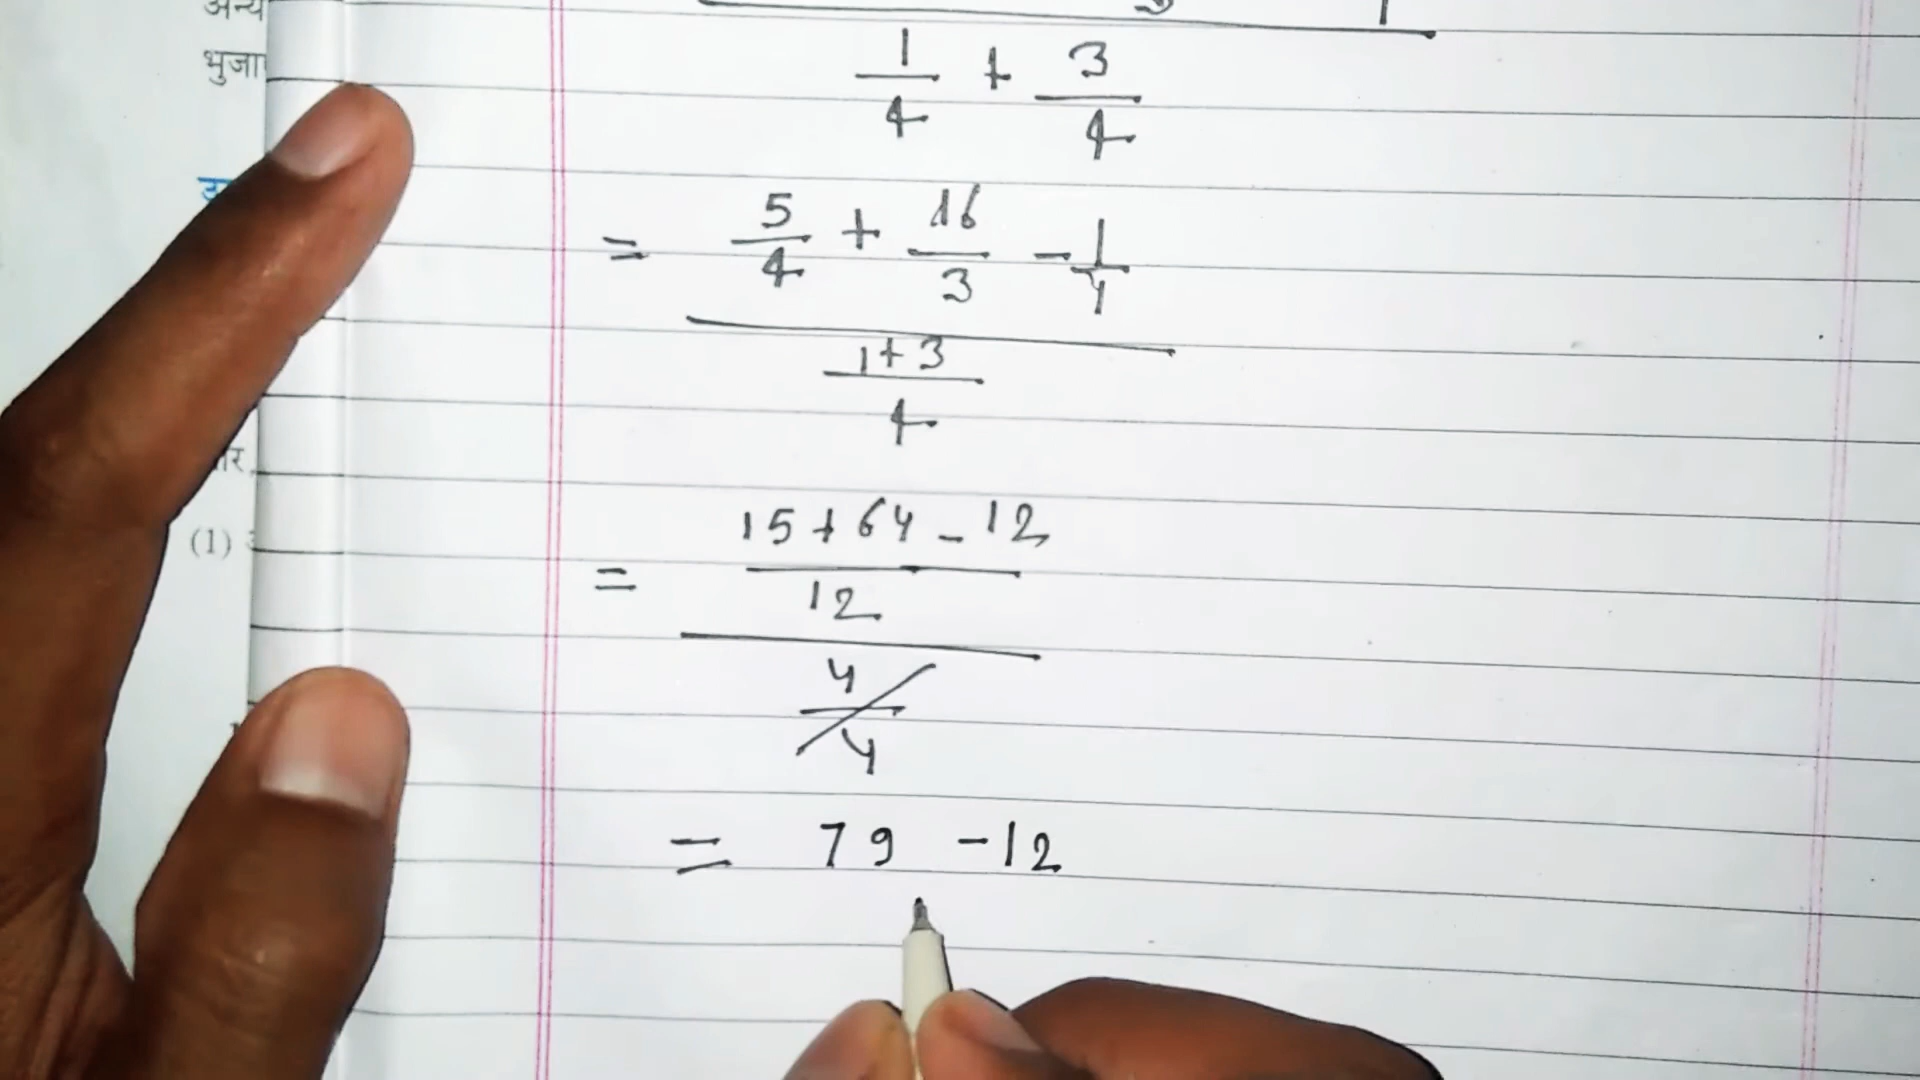 1/4 + 3/4
= 5/4 + 16/3 - 1/1
1+3
4
= 15+64-12
12
4
4
= 79 -12
भुजा
(1)